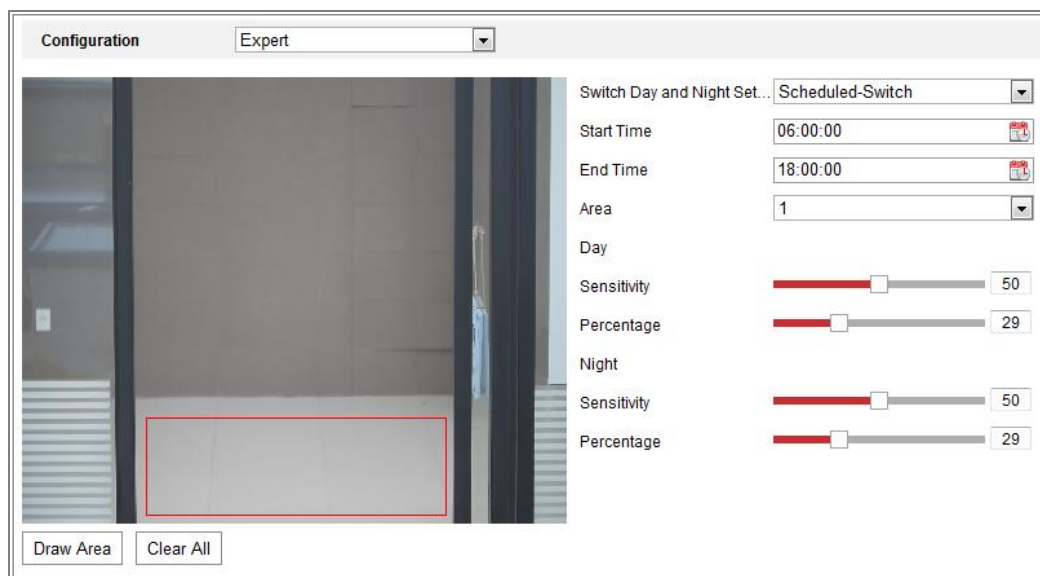 Configuration Expert
Switch Day and Night Set... Scheduled-Switch
Start Time 06:00:00
End Time 18:00:00
Area 1
Day
Sensitivity 50
Percentage 29
Night
Sensitivity 50
Percentage 29
Draw Area Clear All